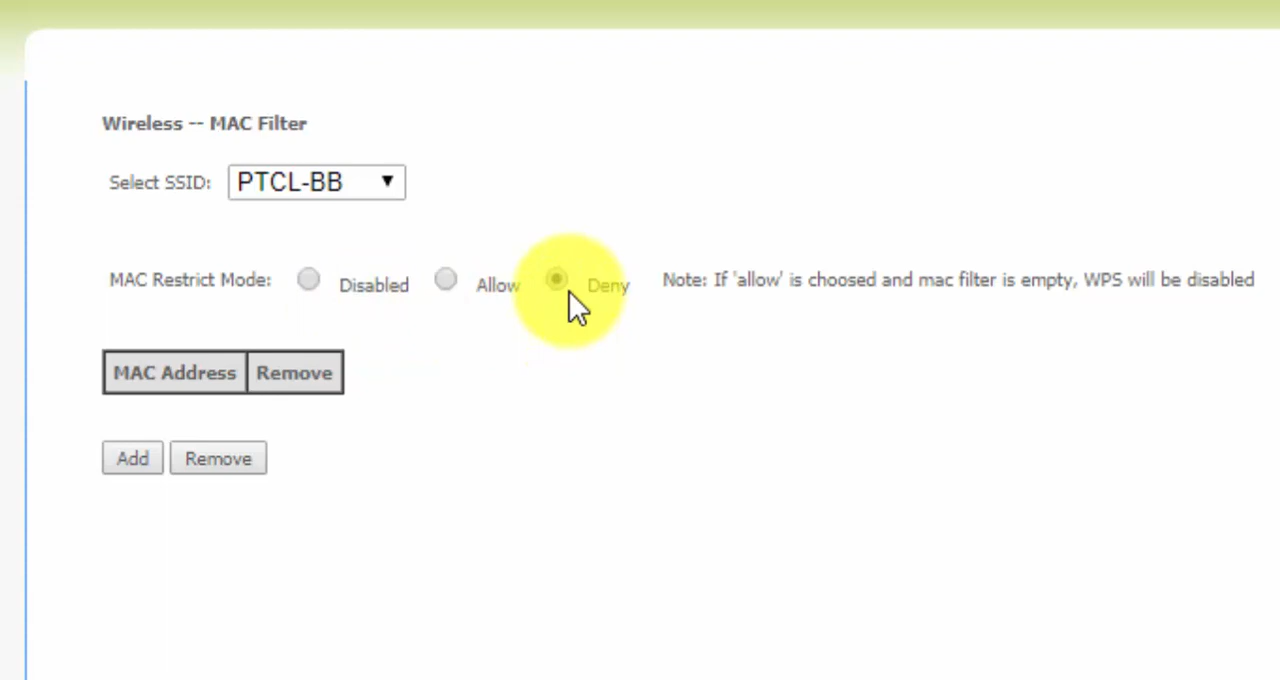 Wireless -- MAC Filter
Select SSID: PTCL-BB
MAC Restrict Mode: Disabled Allow Deny Note: If 'allow' is choosed and mac filter is empty, WPS will be disabled
MAC Address Remove
Add Remove